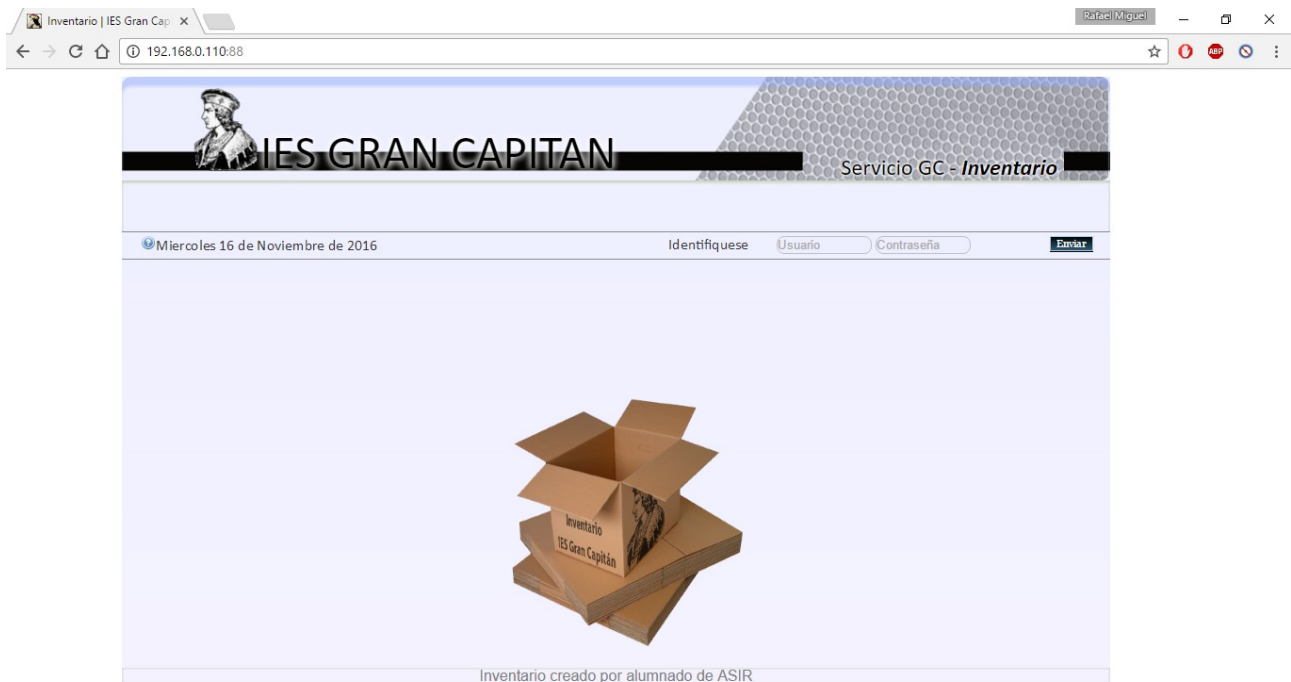 Inventario | IES Gran Cap
Rafael Miguel
192.168.0.110:88
ABP
IES GRAN CAPITAN
Servicio GC - Inventario
Miercoles 16 de Noviembre de 2016
Identifiquese Usuario Contraseña Enviar
Inventario
IES Gran Capitán
Inventario creado por alumnado de ASIR